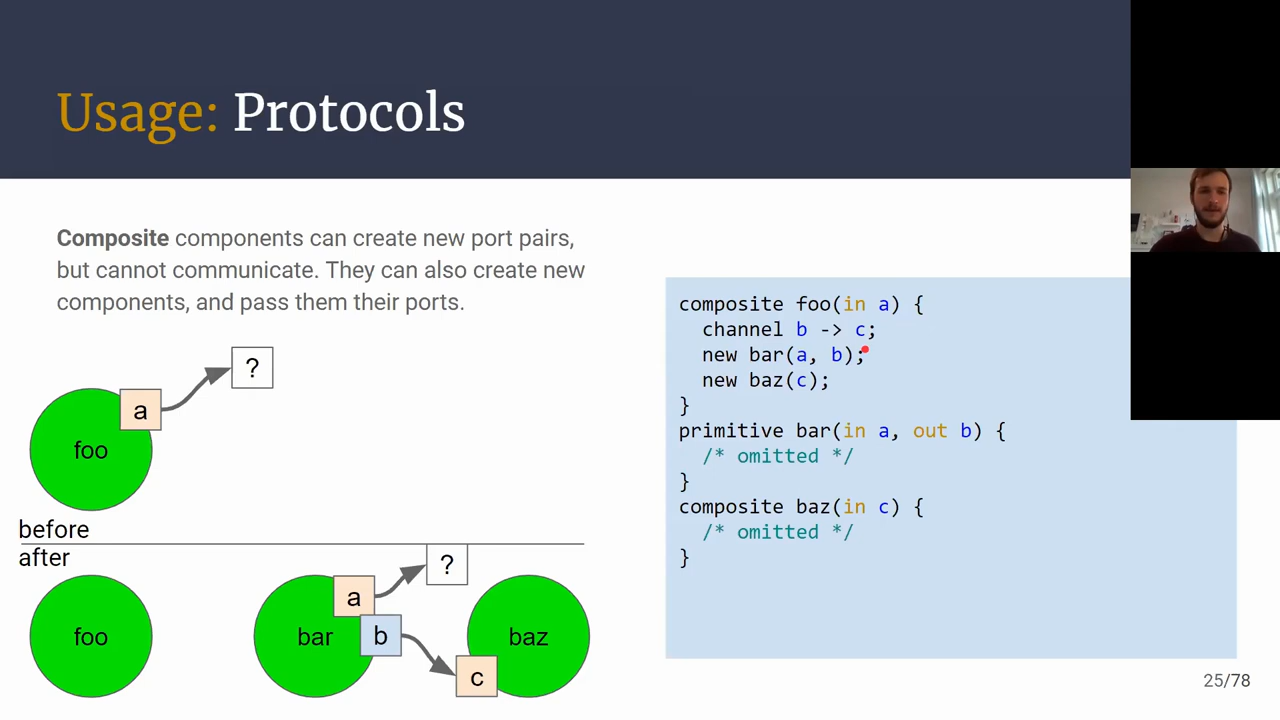 Usage: Protocols
Composite components can create new port pairs,
but cannot communicate. They can also create new
components, and pass them their ports.
?
a
foo
before
after
?
a
foo
bar
b
baz
c
composite foo(in a) {
channel b -> c;
new bar(a, b);
new baz(c);
}
primitive bar(in a, out b) {
/* omitted */
}
composite baz(in c) {
/* omitted */
}
25/78